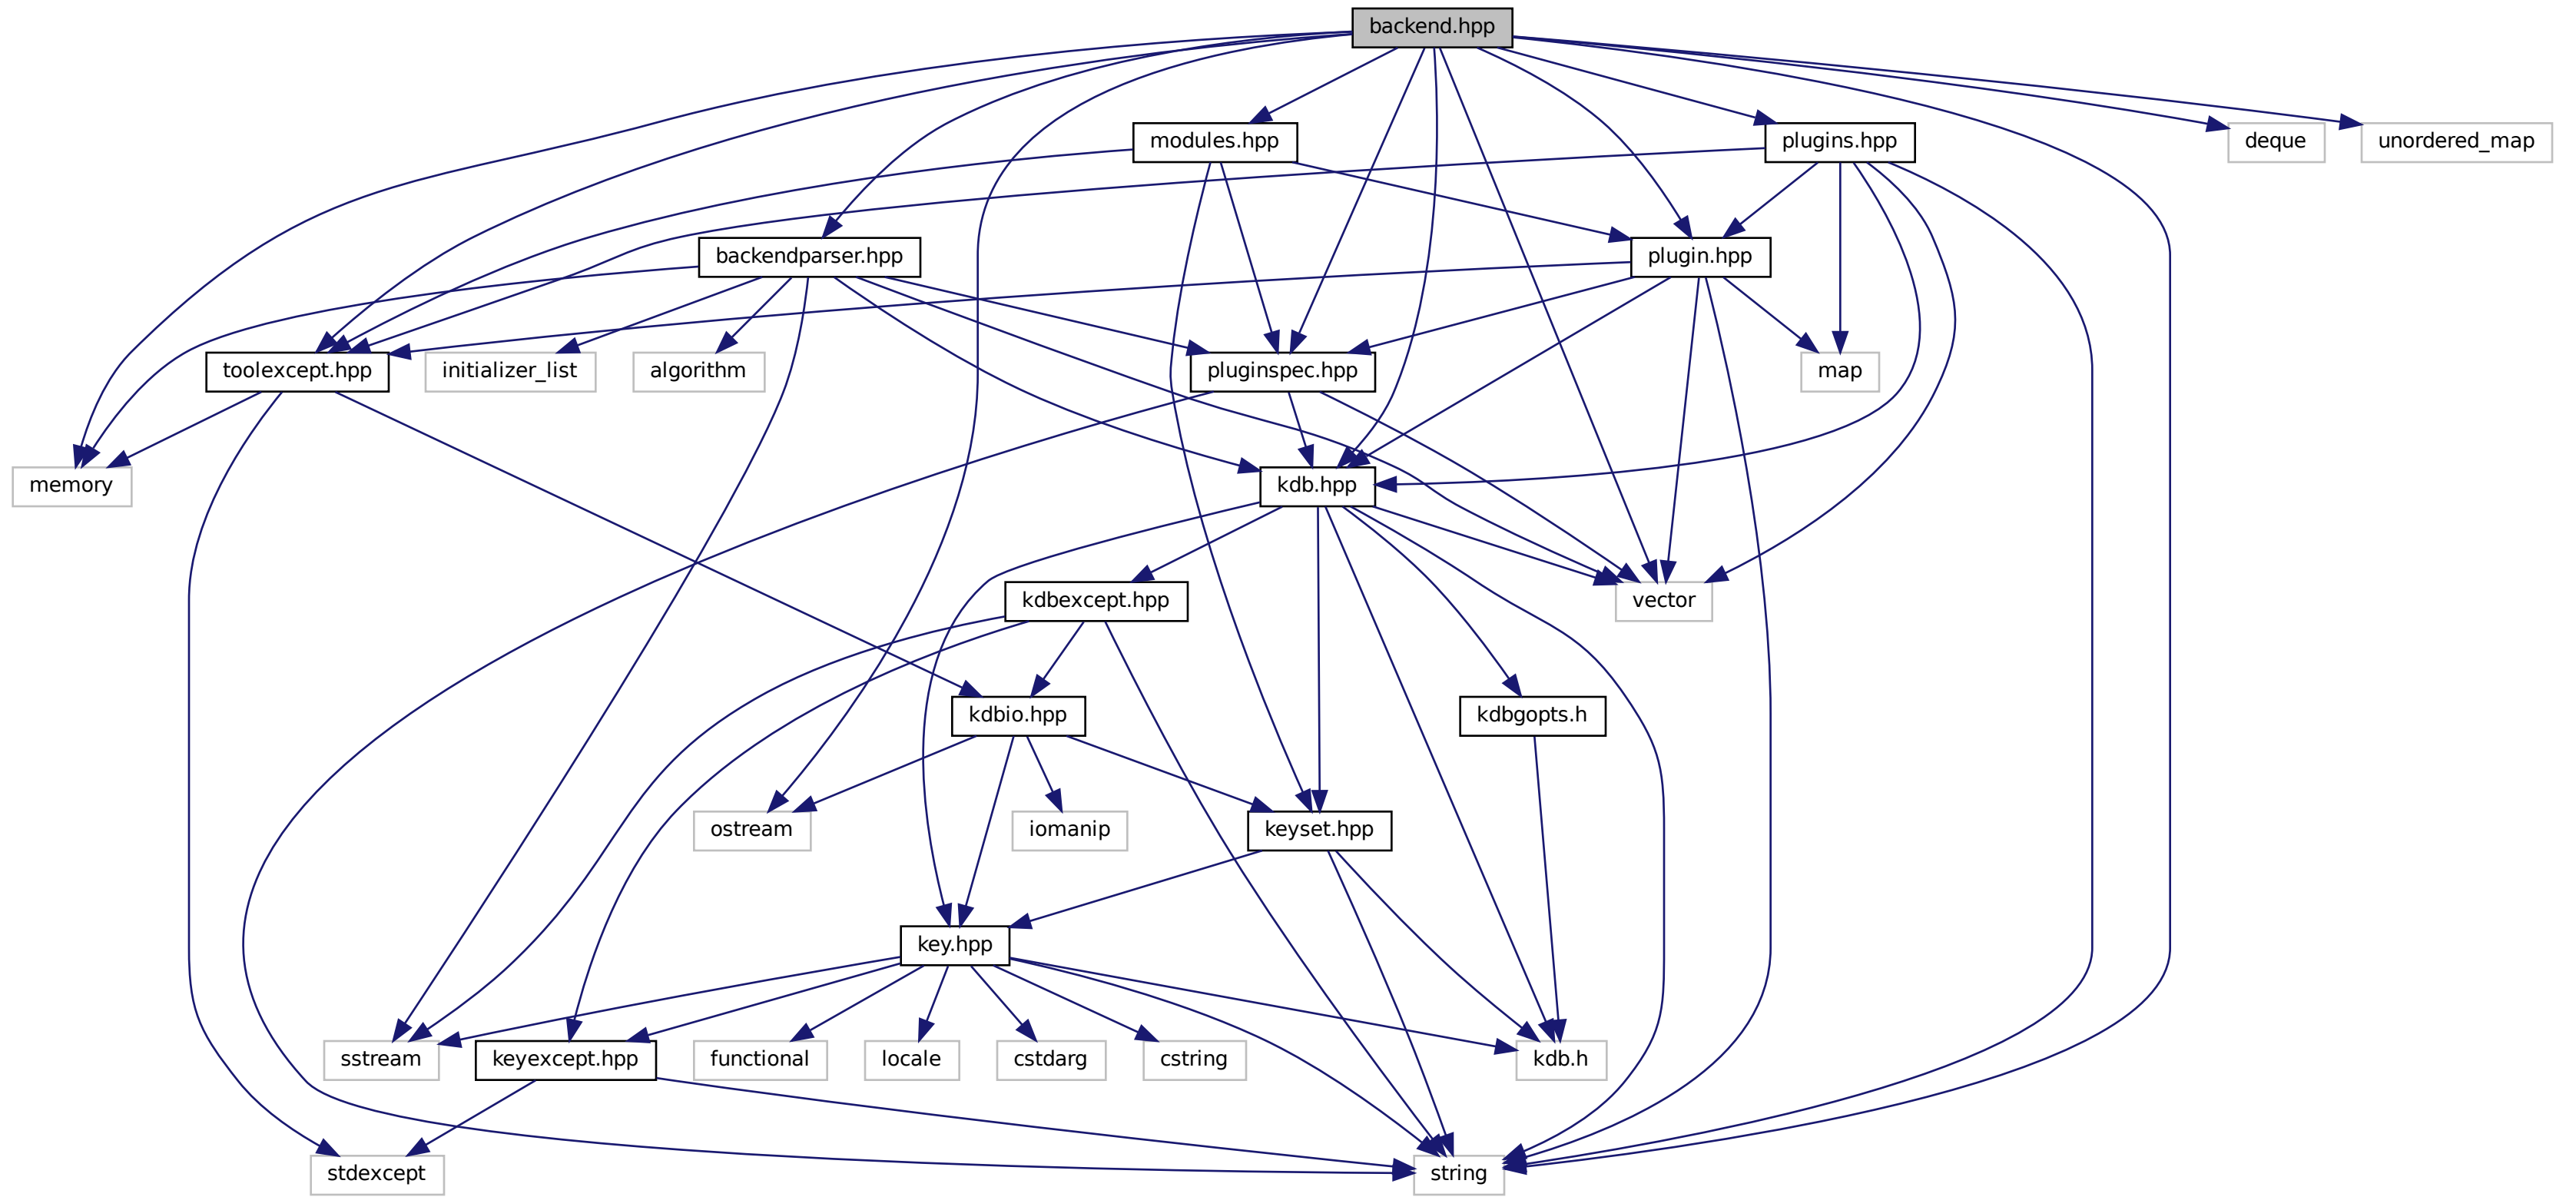 backend.hpp
modules.hpp
plugins.hpp
deque
unordered_map
backendparser.hpp
plugin.hpp
toolexcept.hpp
initializer_list
algorithm
pluginspec.hpp
map
memory
kdb.hpp
kdbexcept.hpp
vector
kdbio.hpp
kdbgopts.h
ostream
iomanip
keyset.hpp
key.hpp
sstream
keyexcept.hpp
functional
locale
cstdarg
cstring
kdb.h
stdexcept
string